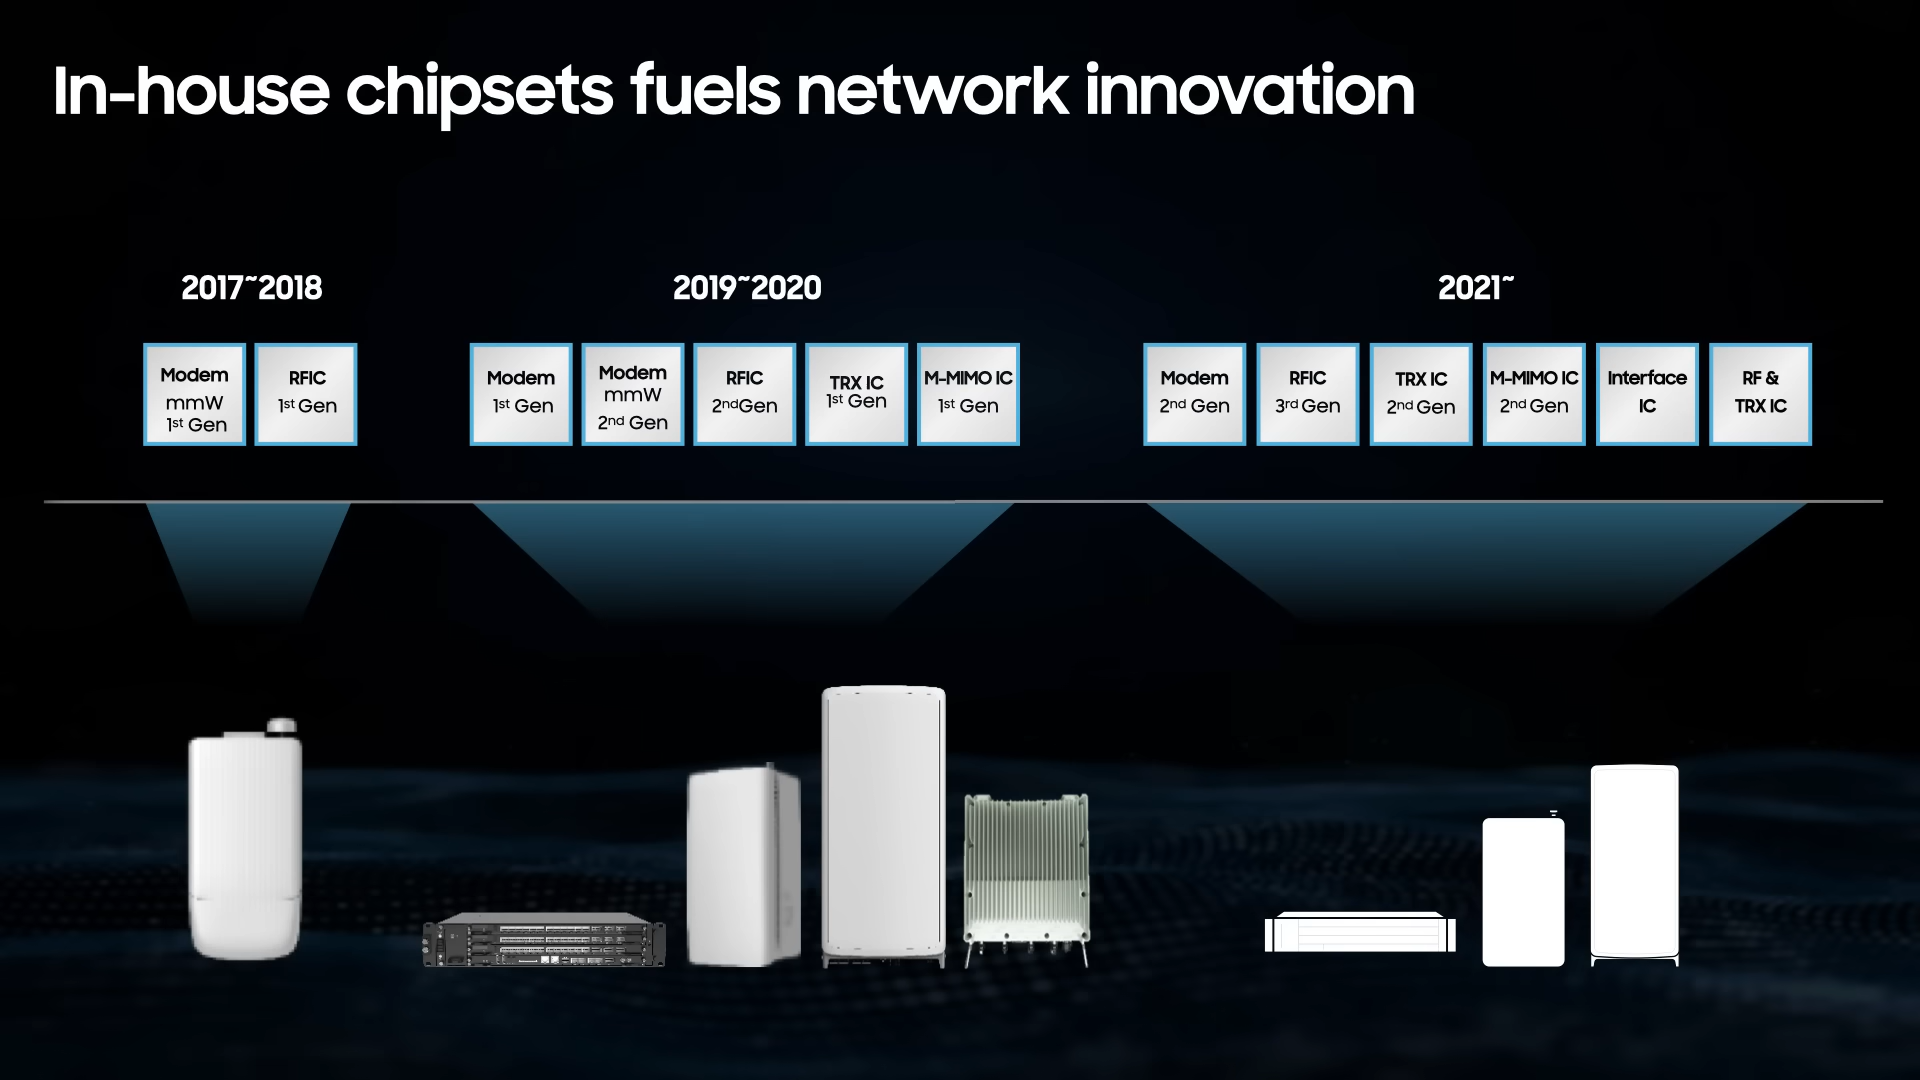 In-house chipsets fuels network innovation
2017~2018
Modem
mmW
1st Gen
RFIC
1st Gen
2019~2020
Modem
1st Gen
Modem
mmW
2nd Gen
RFIC
2ndGen
TRX IC
1st Gen
M-MIMO IC
1st Gen
2021~
Modem
2nd Gen
RFIC
3rd Gen
TRX IC
2nd Gen
M-MIMO IC
2nd Gen
Interface
IC
RF &
TRX IC